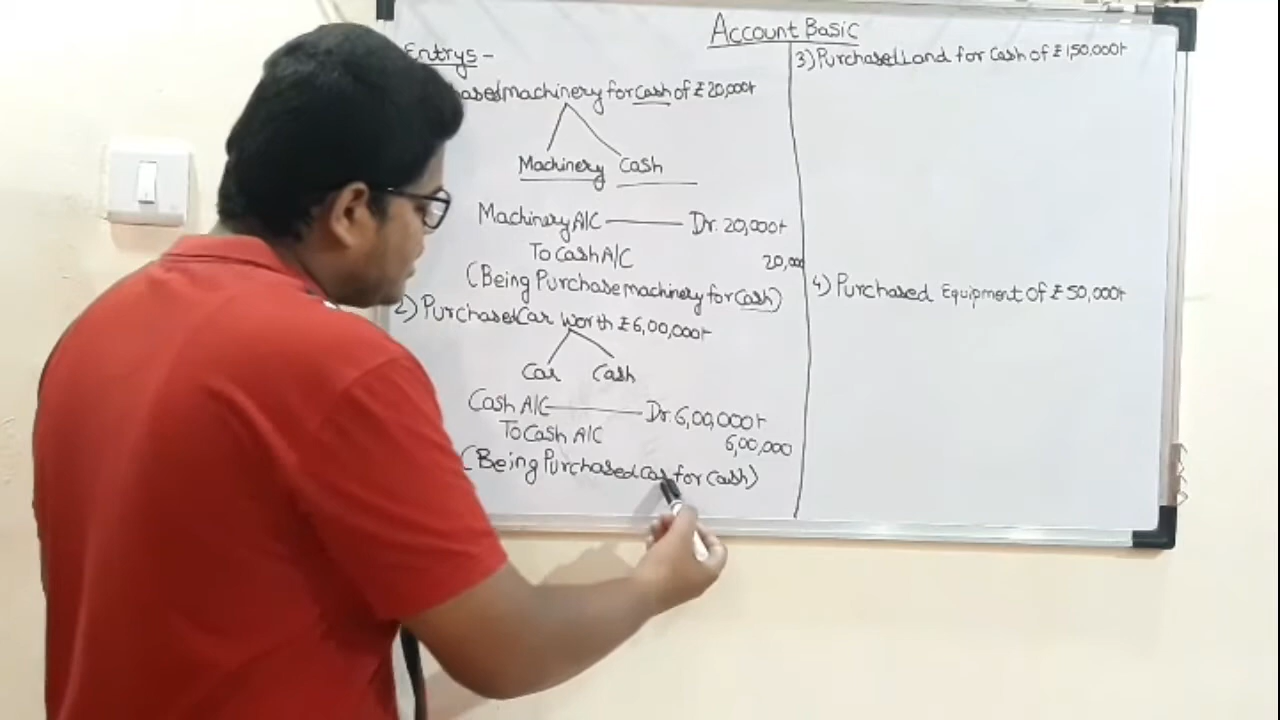 Account Basic
Entrys -
machinery for cash of ₹ 20,000/-
Machinery Cash
Machinery A/C ——— Dr. 20,000/-
To Cash A/C 20,000
(Being Purchase machinery for cash)
2) Purchased Car worth ₹ 6,00,000/-
Car Cash
Cash A/C ——— Dr. 6,00,000/-
To Cash A/C 6,00,000
(Being Purchased Car for Cash)
3) Purchased Land for Cash of ₹ 1,50,000/-
4) Purchased Equipment of ₹ 50,000/-